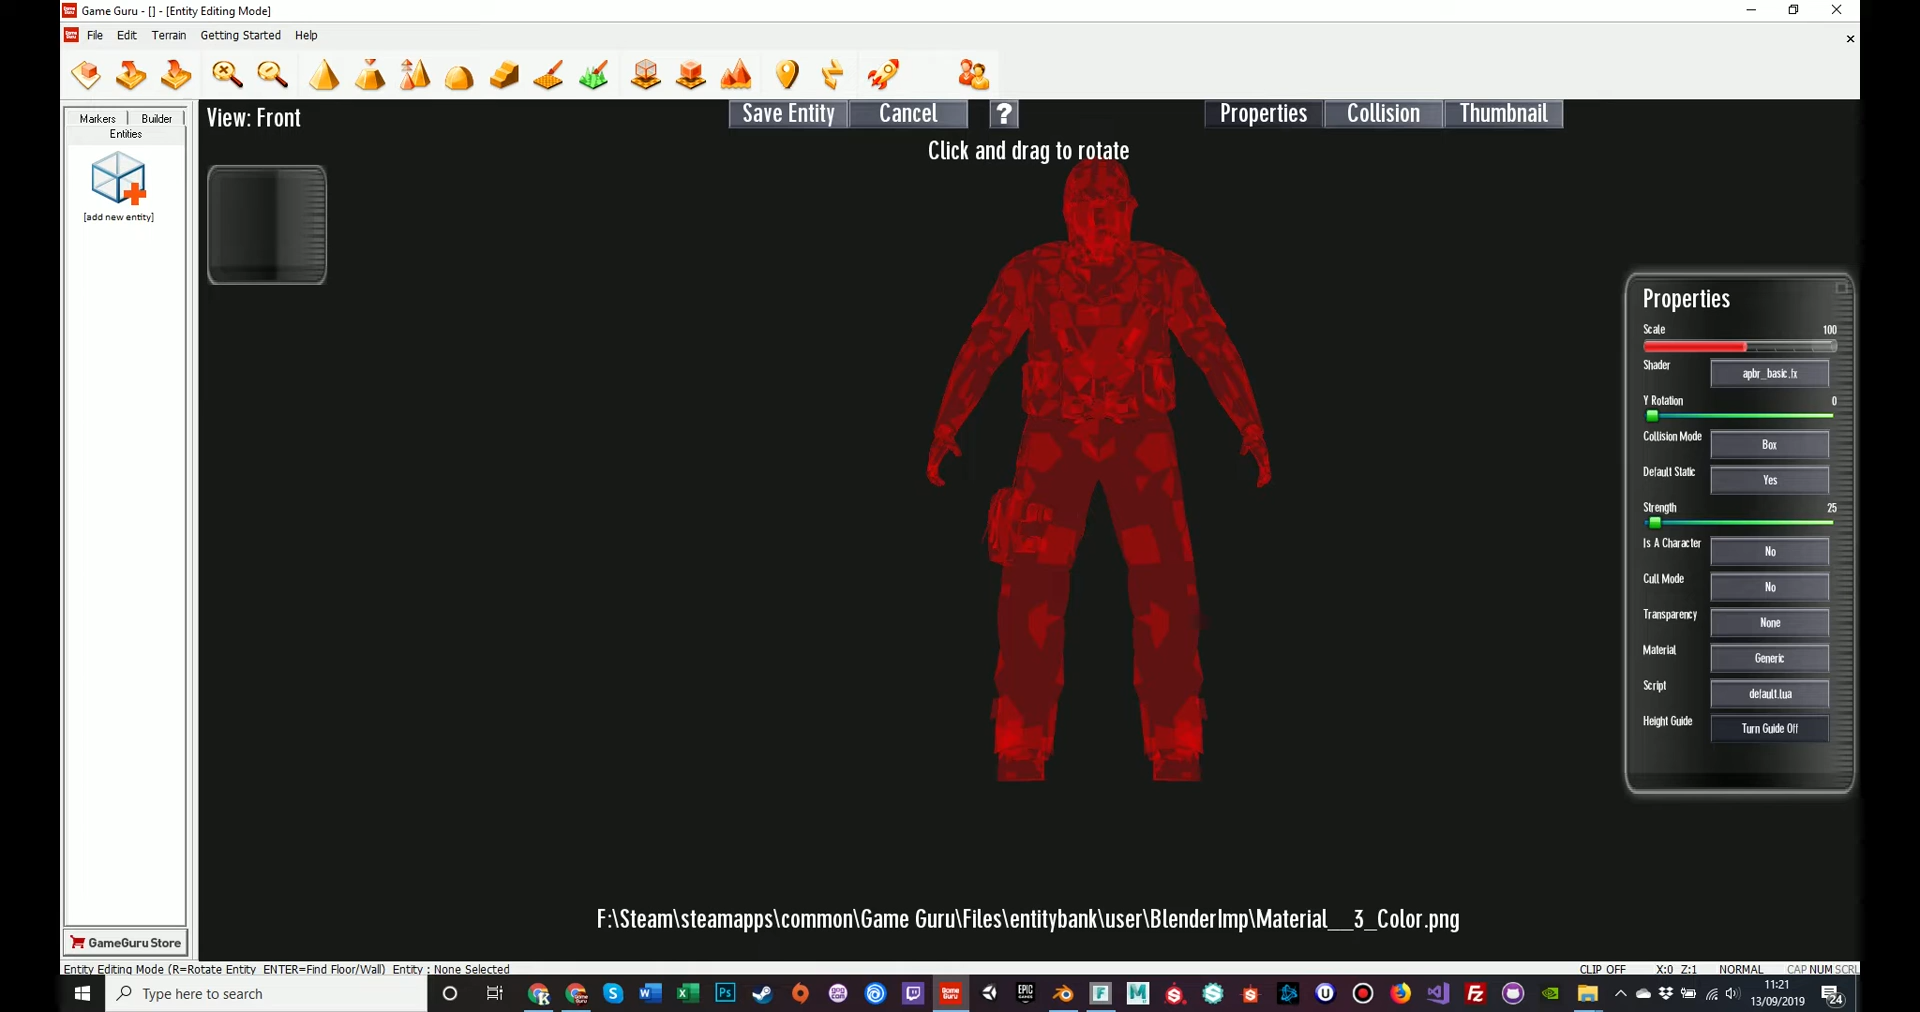 Game Guru - [] - [Entity Editing Mode]
File Edit Terrain Getting Started Help
Markers Builder
Entities
[add new entity]
GameGuru Store
View: Front
Save Entity Cancel ? Properties Collision Thumbnail
Click and drag to rotate
Properties
Scale 100
Shader apbr_basic.fx
Y Rotation 0
Collision Mode Box
Default Static Yes
Strength 25
Is A Character No
Cull Mode No
Transparency None
Material Generic
Script default.lua
Height Guide Turn Guide Off
F:\Steam\steamapps\common\Game Guru\Files\entitybank\user\BlenderImp\Material__3_Color.png
Entity Editing Mode (R=Rotate Entity ENTER=Find Floor/Wall) Entity : None Selected
CLIP OFF X:0 Z:1 NORMAL CAP NUM SCRL
Type here to search
11:21
13/09/2019
24